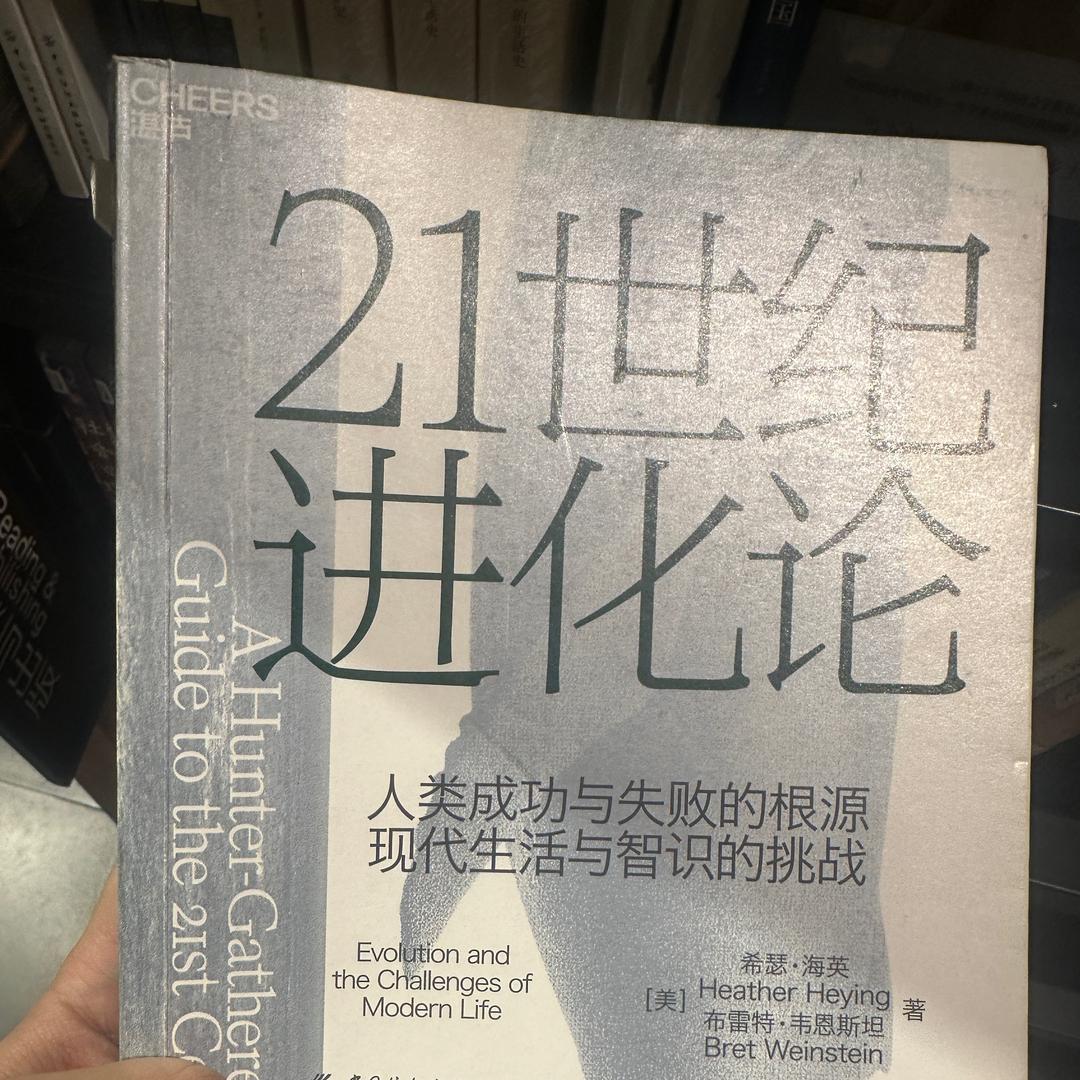 CHEERS
湛庐
21世纪
进化论
A Hunter-Gatherer
Guide to the 21st
人类成功与失败的根源
现代生活与智识的挑战
Evolution and
the Challenges of
Modern Life
希瑟·海英
[美] Heather Heying 著
布雷特·韦恩斯坦
Bret Weinstein
Reading &